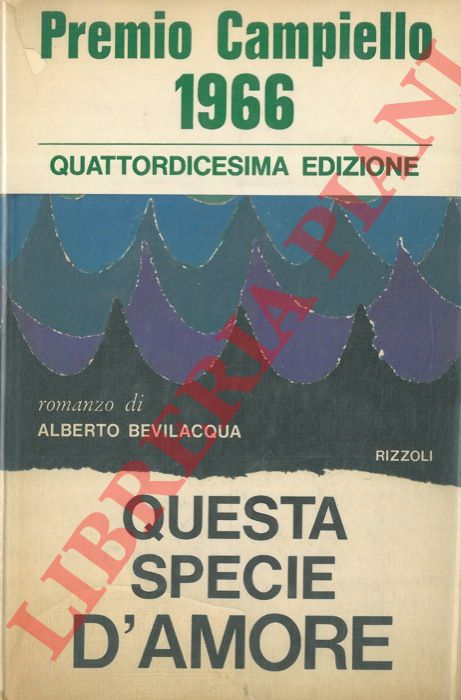 Premio Campiello
1966
QUATTORDICESIMA EDIZIONE
romanzo di
ALBERTO BEVILACQUA
RIZZOLI
QUESTA
SPECIE
D'AMORE
LIBRERIA PIANI